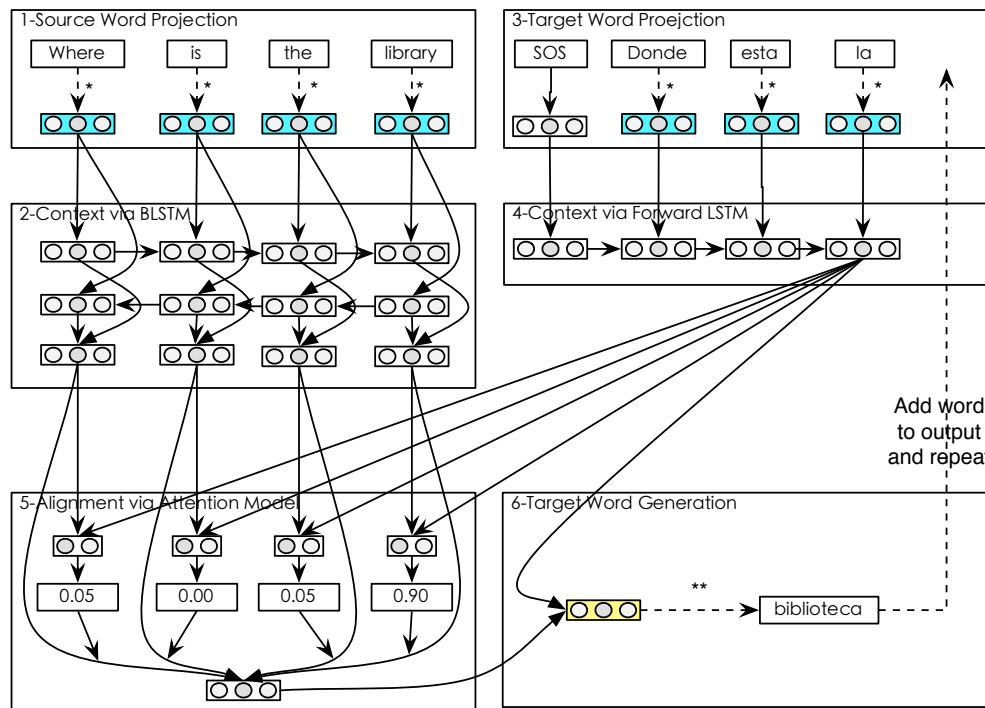 1-Source Word Projection
Where is the library
* * * *
2-Context via BLSTM
3-Target Word Proejction
SOS Donde esta la
* * *
4-Context via Forward LSTM
Add word
to output
and repeat
5-Alignment via Attention Model
0.05 0.00 0.05 0.90
6-Target Word Generation
**
biblioteca